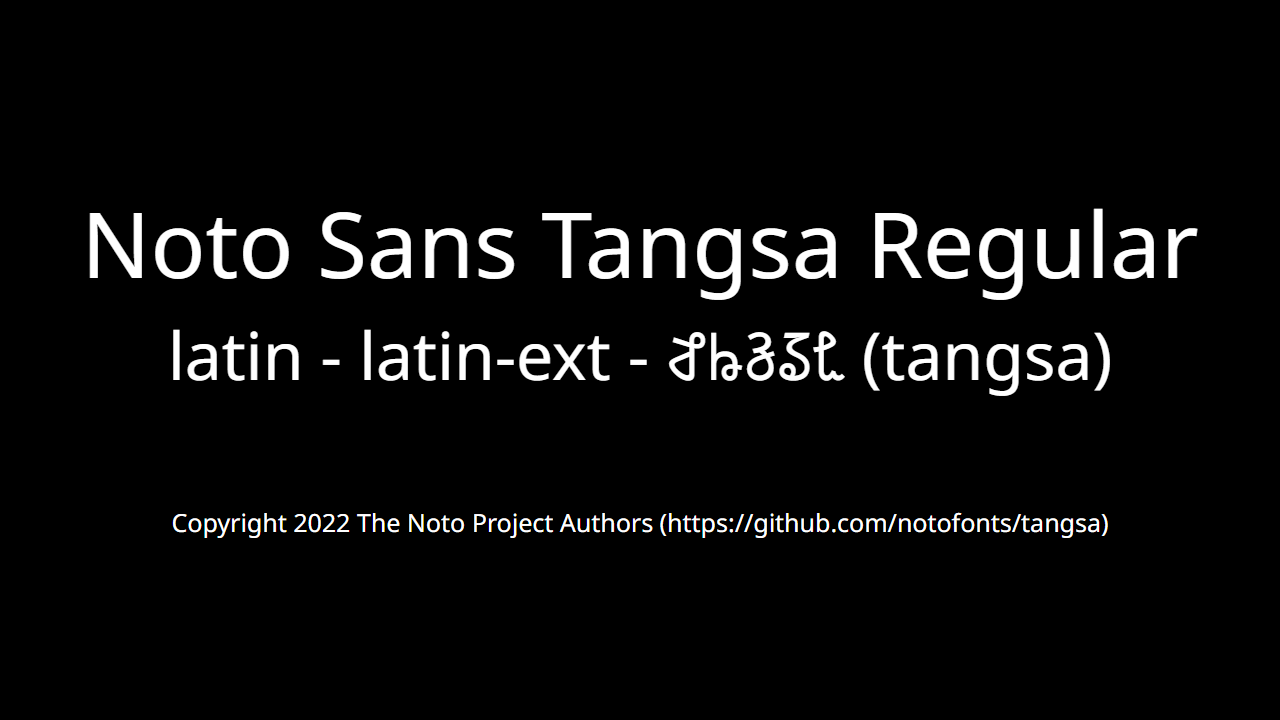 Noto Sans Tangsa Regular
latin - latin-ext - (tangsa)
Copyright 2022 The Noto Project Authors (https://github.com/notofonts/tangsa)